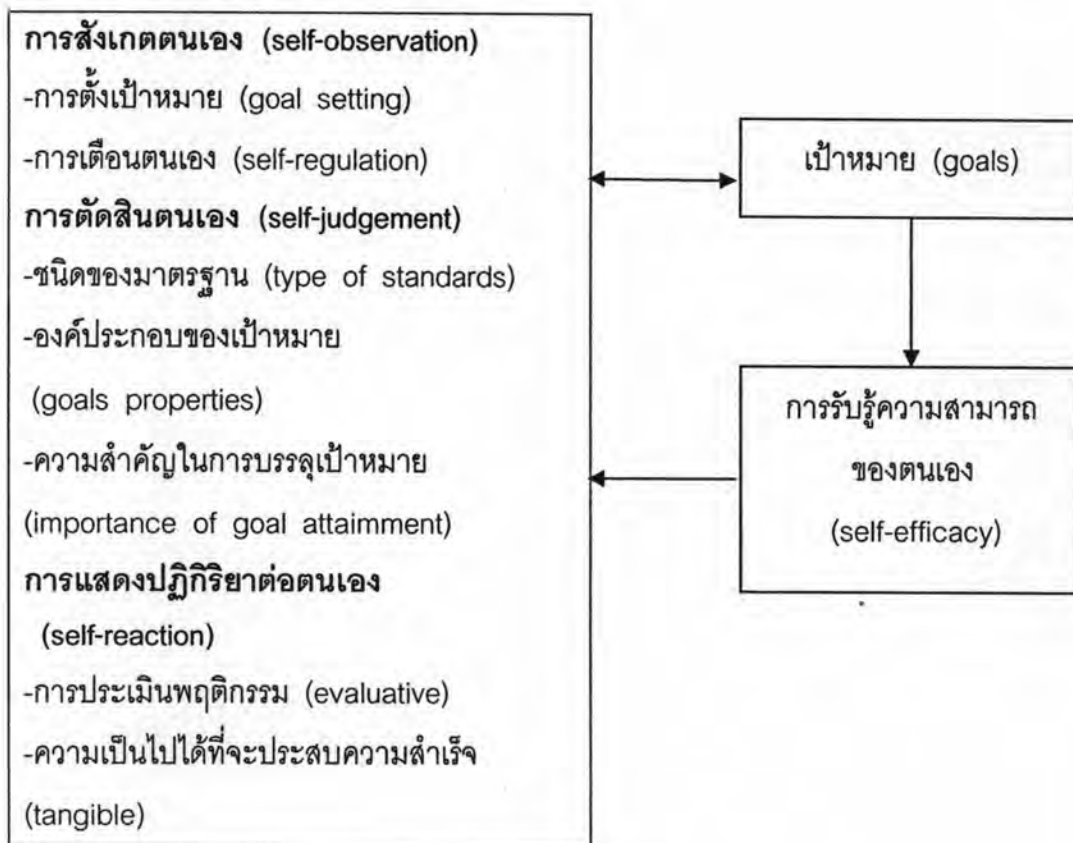 การสังเกตตนเอง (self-observation)
-การตั้งเป้าหมาย (goal setting)
-การเตือนตนเอง (self-regulation)
การตัดสินตนเอง (self-judgement)
-ชนิดของมาตรฐาน (type of standards)
-องค์ประกอบของเป้าหมาย
(goals properties)
-ความสำคัญในการบรรลุเป้าหมาย
(importance of goal attaimment)
การแสดงปฏิกิริยาต่อตนเอง
(self-reaction)
-การประเมินพฤติกรรม (evaluative)
-ความเป็นไปได้ที่จะประสบความสำเร็จ
(tangible)
เป้าหมาย (goals)
การรับรู้ความสามารถ
ของตนเอง
(self-efficacy)